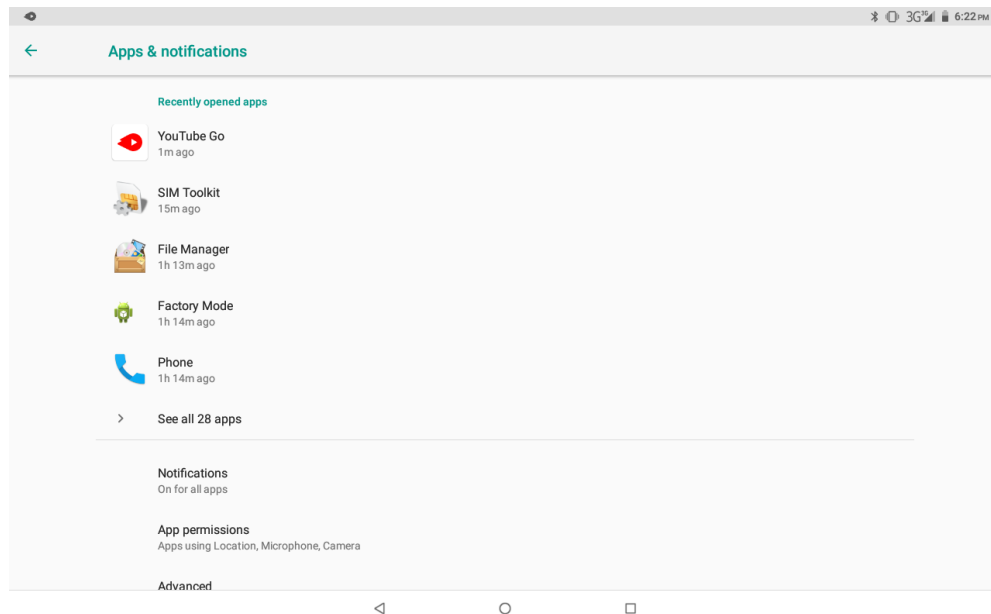 3G 3G 6:22 PM
Apps & notifications
Recently opened apps
YouTube Go
1m ago
SIM Toolkit
15m ago
File Manager
1h 13m ago
Factory Mode
1h 14m ago
Phone
1h 14m ago
See all 28 apps
Notifications
On for all apps
App permissions
Apps using Location, Microphone, Camera
Advanced